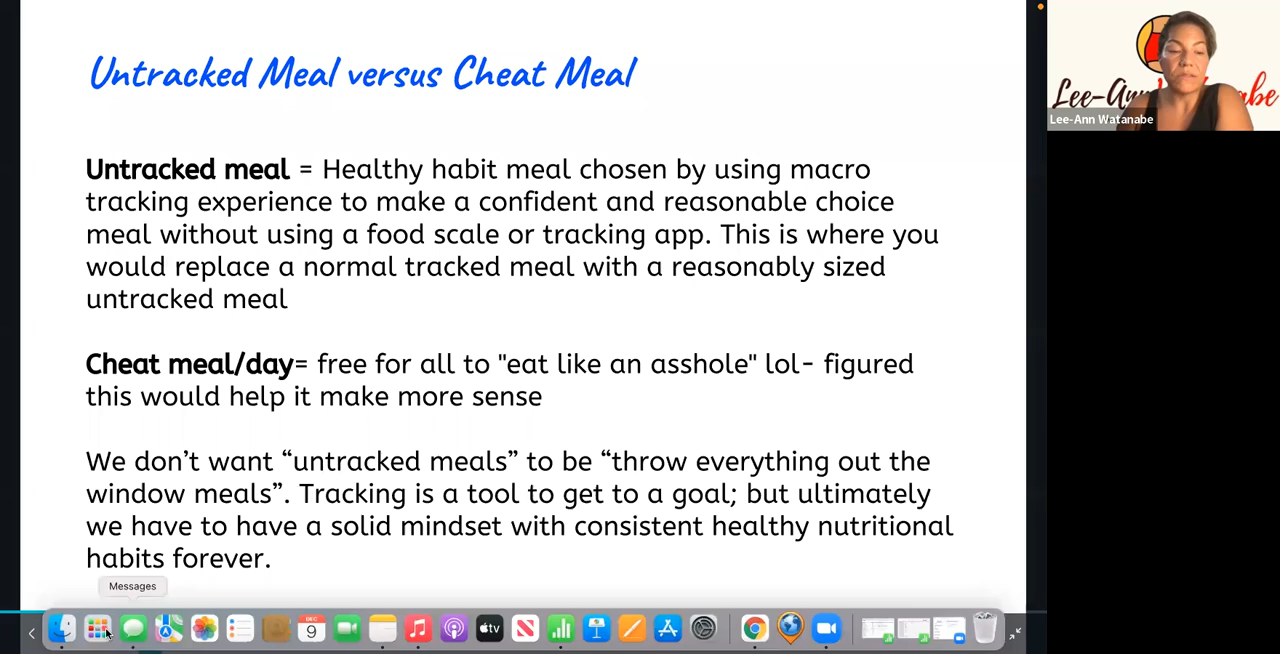 Untracked Meal versus Cheat Meal
Untracked meal = Healthy habit meal chosen by using macro
tracking experience to make a confident and reasonable choice
meal without using a food scale or tracking app. This is where you
would replace a normal tracked meal with a reasonably sized
untracked meal
Cheat meal/day= free for all to "eat like an asshole" lol- figured
this would help it make more sense
We don’t want “untracked meals” to be “throw everything out the
window meals”. Tracking is a tool to get to a goal; but ultimately
we have to have a solid mindset with consistent healthy nutritional
habits forever.
Lee-Ann
abe
Lee-Ann Watanabe
Messages
DEC
9
tv